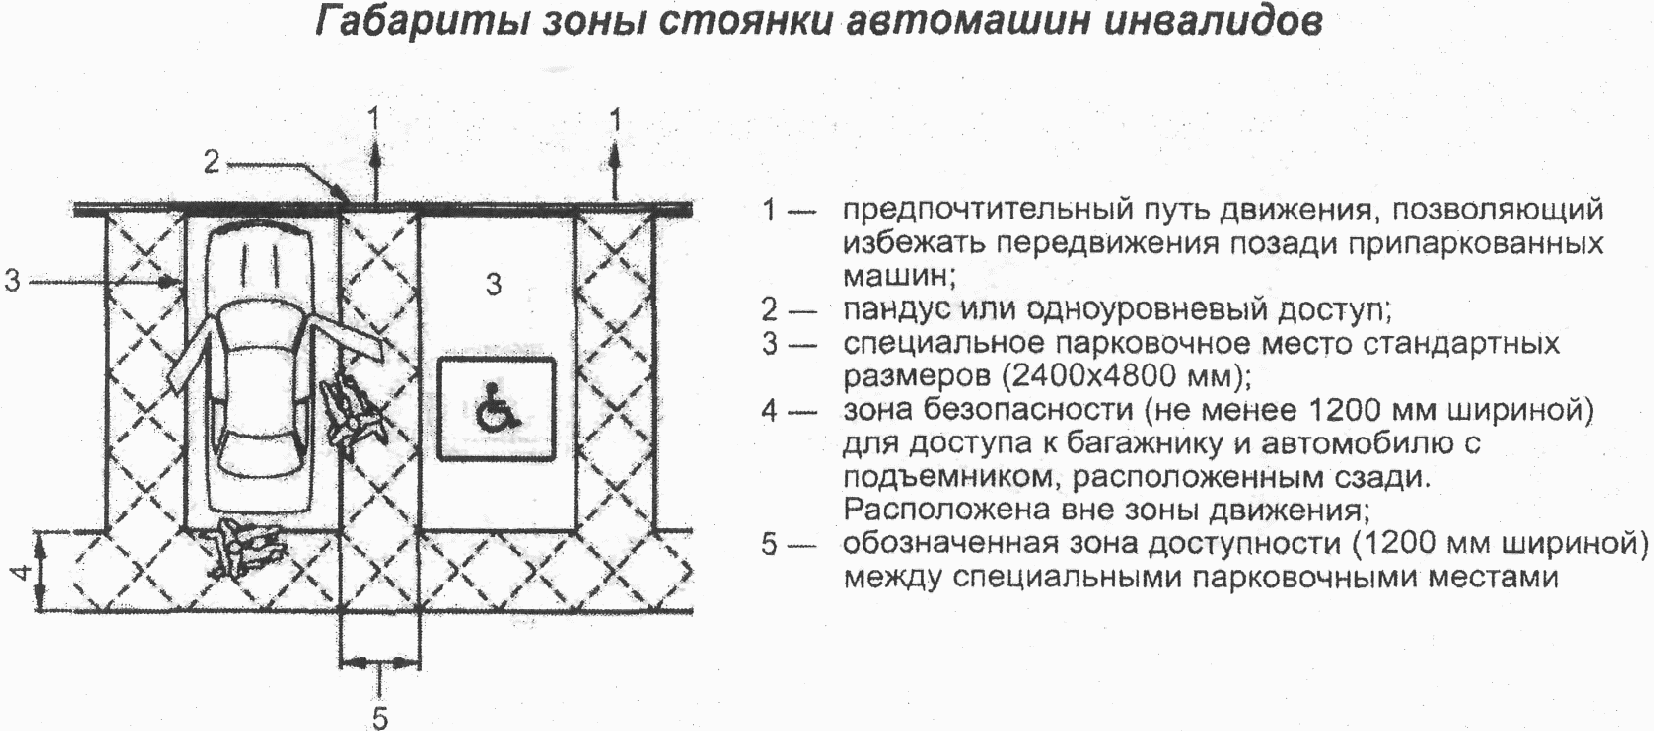 Габариты зоны стоянки автомашин инвалидов
1
1
2
3
3
4
5
1 — предпочтительный путь движения, позволяющий
избежать передвижения позади припаркованных
машин;
2 — пандус или одноуровневый доступ;
3 — специальное парковочное место стандартных
размеров (2400х4800 мм);
4 — зона безопасности (не менее 1200 мм шириной)
для доступа к багажнику и автомобилю с
подъемником, расположенным сзади.
Расположена вне зоны движения;
5 — обозначенная зона доступности (1200 мм шириной)
между специальными парковочными местами